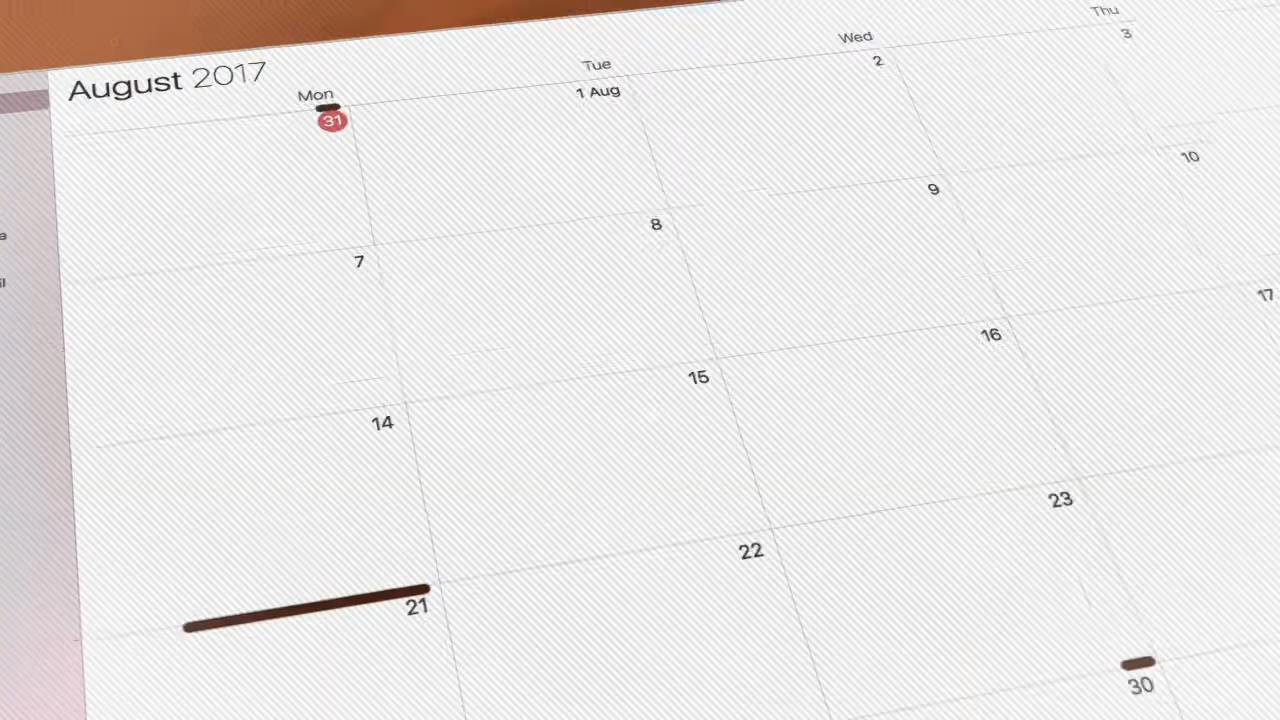 August 2017
Mon Tue Wed Thu
31 1 Aug 2 3
7 8 9 10
14 15 16 17
21 22 23
30